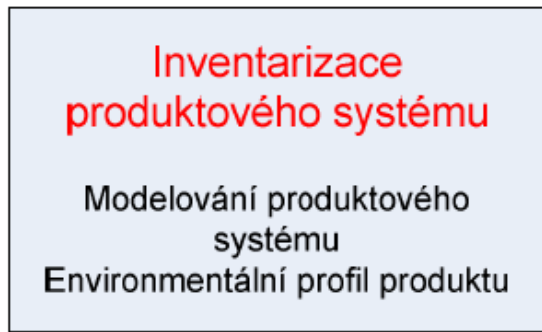 Inventarizace
produktového systému
Modelování produktového
systému
Environmentální profil produktu